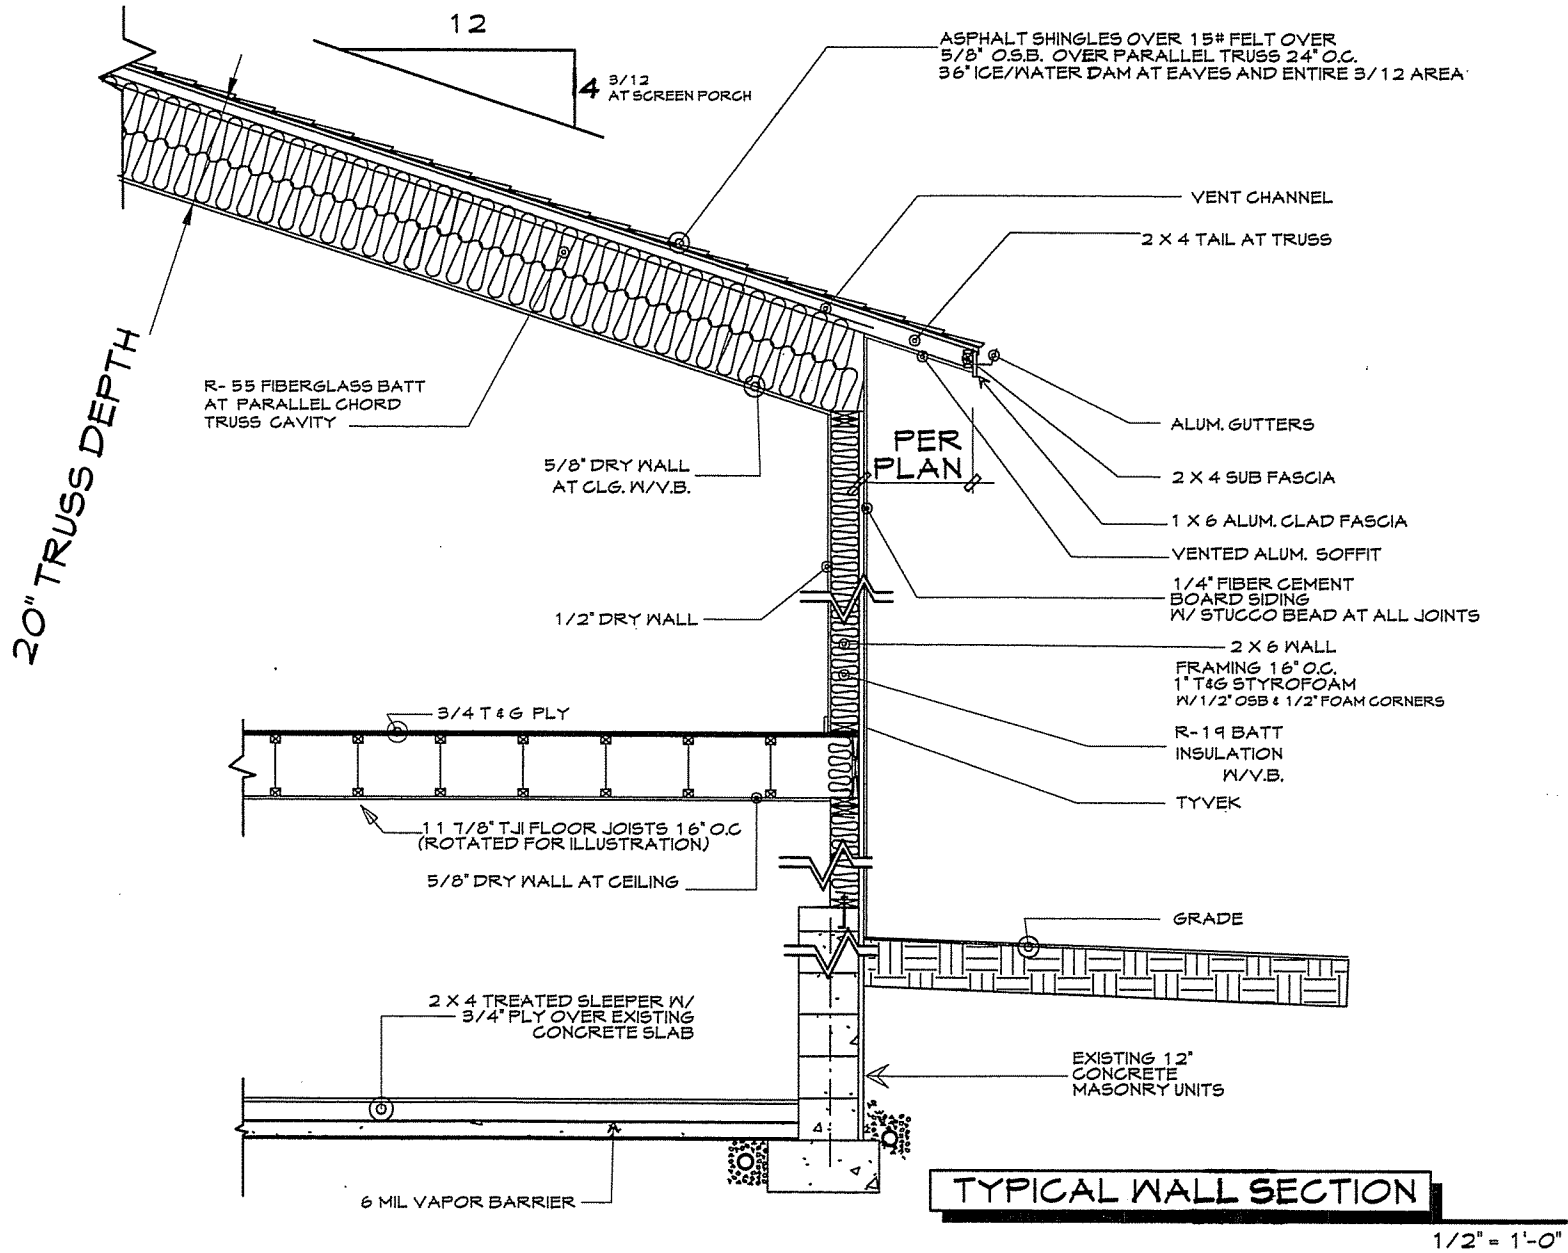 12
4
3/12
AT SCREEN PORCH
ASPHALT SHINGLES OVER 15# FELT OVER
5/8" O.S.B. OVER PARALLEL TRUSS 24" O.C.
36" ICE/WATER DAM AT EAVES AND ENTIRE 3/12 AREA
VENT CHANNEL
2 X 4 TAIL AT TRUSS
20" TRUSS DEPTH
R- 55 FIBERGLASS BATT
AT PARALLEL CHORD
TRUSS CAVITY
5/8" DRY WALL
AT CLG. W/V.B.
PER
PLAN
ALUM. GUTTERS
2 X 4 SUB FASCIA
1 X 6 ALUM. CLAD FASCIA
VENTED ALUM. SOFFIT
1/4" FIBER CEMENT
BOARD SIDING
W/ STUCCO BEAD AT ALL JOINTS
1/2" DRY WALL
2 X 6 WALL
FRAMING 16" O.C.
1" T&G STYROFOAM
W/1/2" OSB & 1/2" FOAM CORNERS
3/4 T & G PLY
R-19 BATT
INSULATION
W/V.B.
TYVEK
11 7/8" TJI FLOOR JOISTS 16" O.C
(ROTATED FOR ILLUSTRATION)
5/8" DRY WALL AT CEILING
GRADE
2 X 4 TREATED SLEEPER W/
3/4" PLY OVER EXISTING
CONCRETE SLAB
EXISTING 12"
CONCRETE
MASONRY UNITS
6 MIL VAPOR BARRIER
TYPICAL WALL SECTION
1/2" = 1'-0"